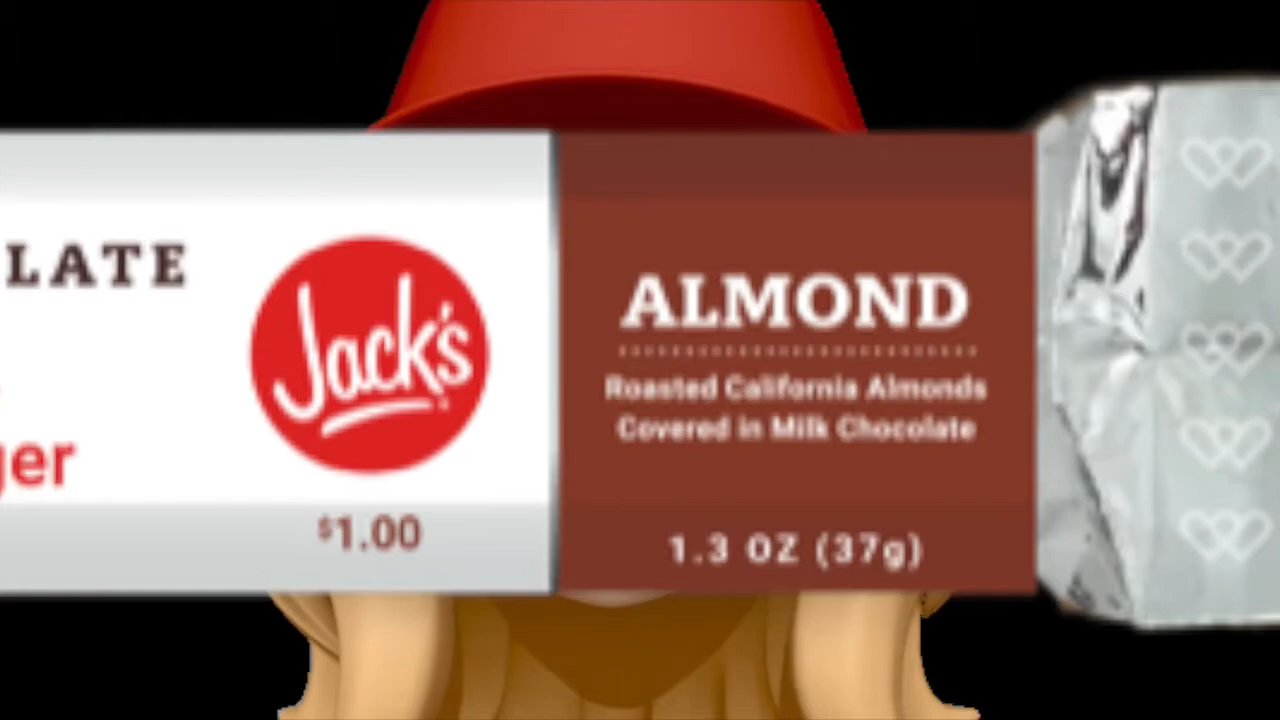 LATE
ger
Jack's
$1.00
ALMOND
Roasted California Almonds
Covered in Milk Chocolate
1.3 OZ (37g)